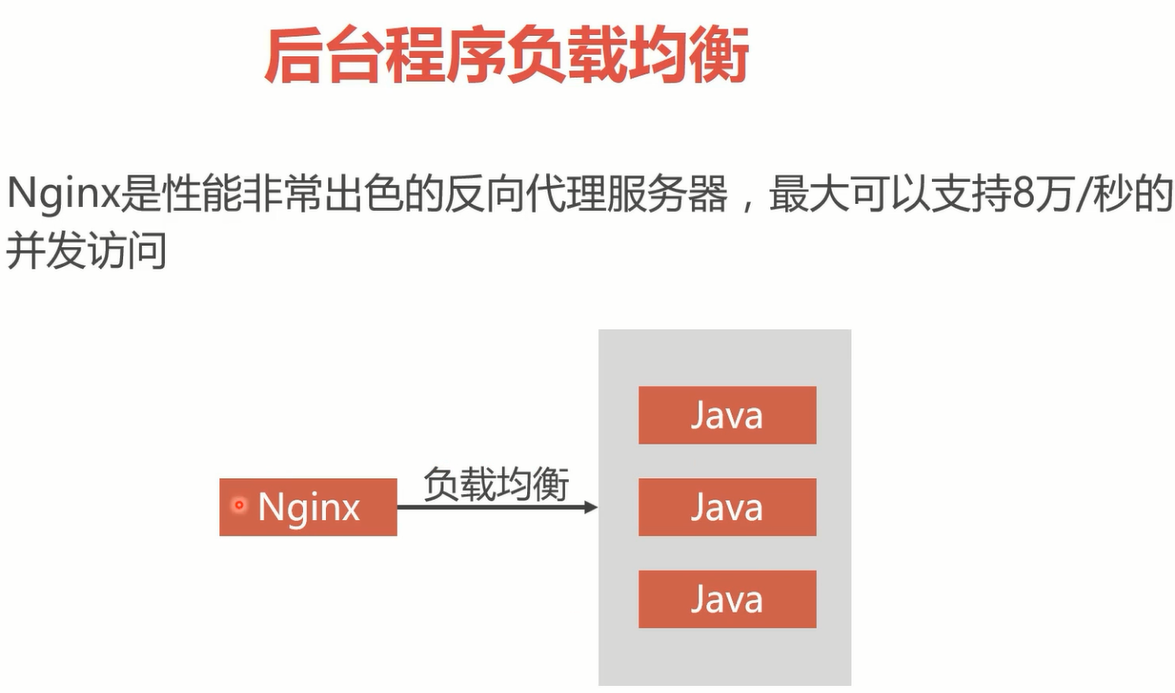 后台程序负载均衡
Nginx是性能非常出色的反向代理服务器，最大可以支持8万/秒的
并发访问
Java
负载均衡
Nginx
Java
Java